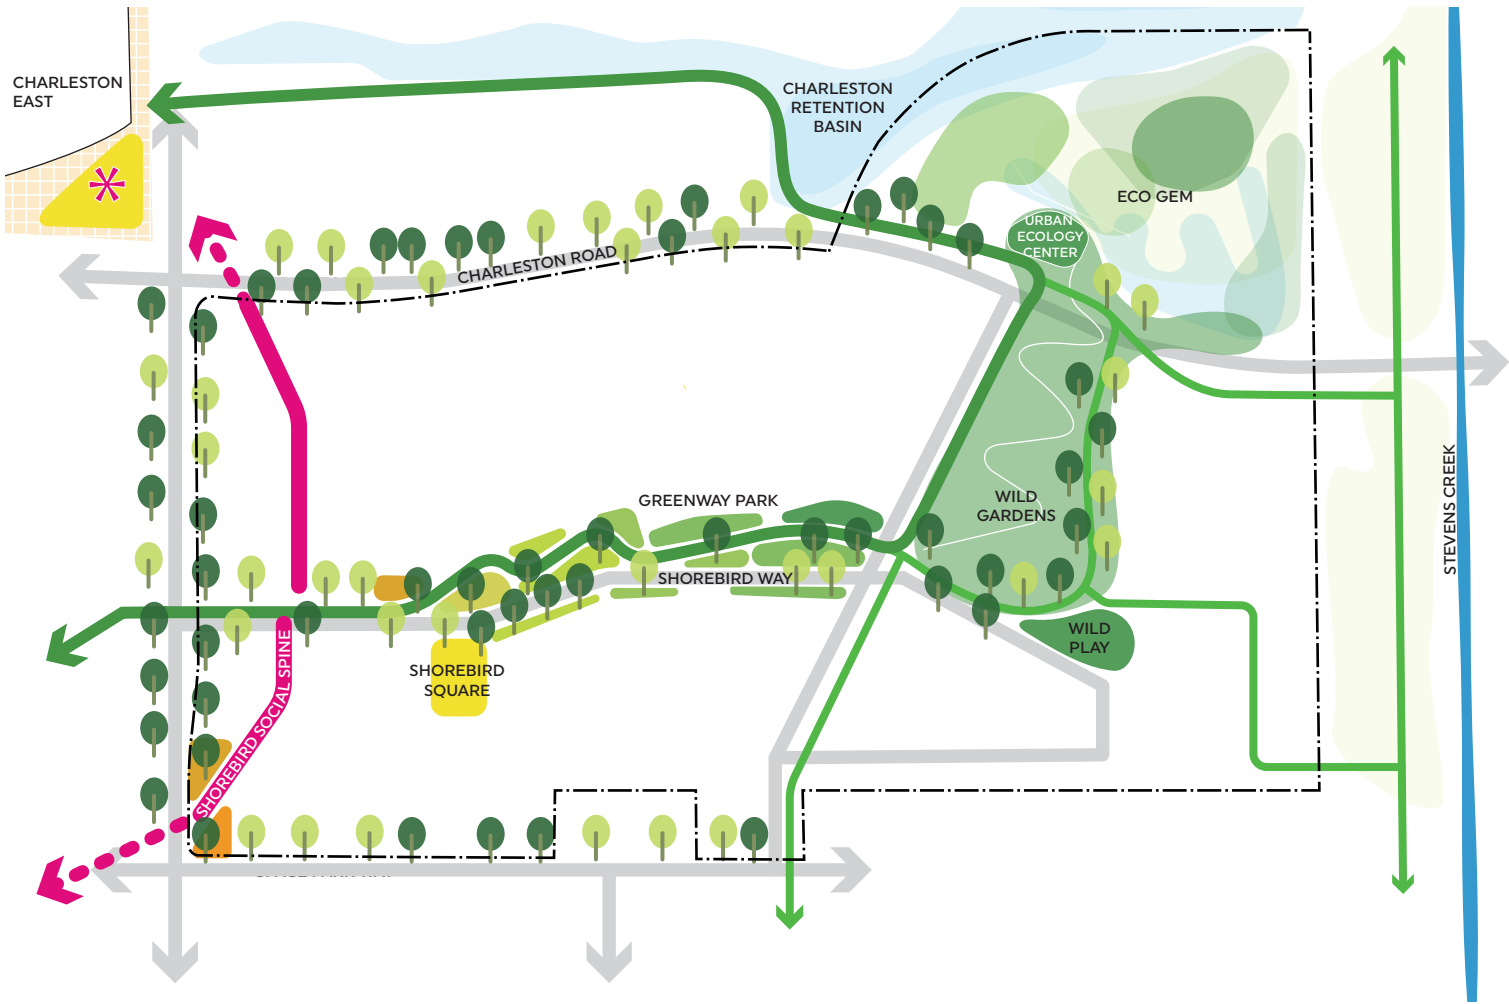 CHARLESTON
EAST
CHARLESTON
RETENTION
BASIN
ECO GEM
URBAN
ECOLOGY
CENTER
CHARLESTON ROAD
GREENWAY PARK
WILD
GARDENS
STEVENS CREEK
SHOREBIRD WAY
WILD
PLAY
SHOREBIRD
SQUARE
SHOREBIRD SOCIAL SPINE